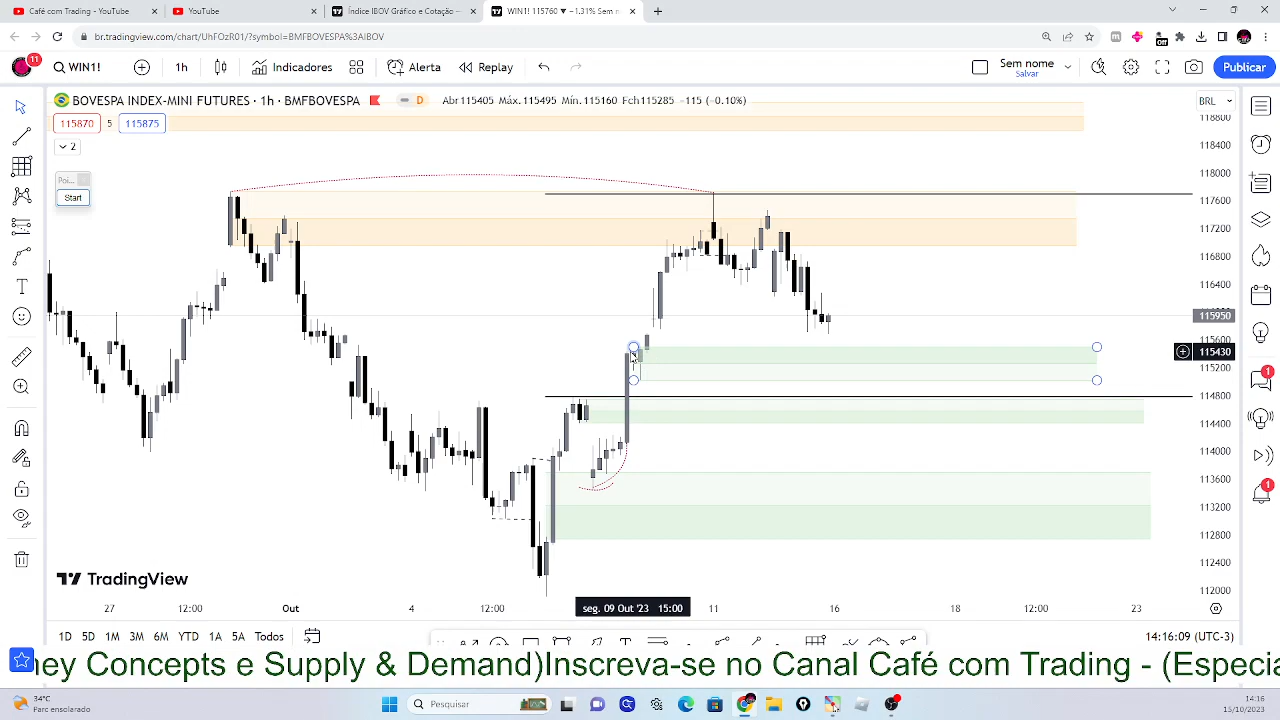 Café com Trading - YouTube
YouTube
Índice IBOV Gráfico e Cotação —
WIN1! 115760 ▼ −1.31% Sem n
br.tradingview.com/chart/UhFOzR01/?symbol=BMFBOVESPA%3AIBOV
Off
11
WIN1!
1h
Indicadores
Alerta
Replay
Sem nome
Salvar
Publicar
BOVESPA INDEX-MINI FUTURES · 1h · BMFBOVESPA
D
Abr115405 Máx.115495 Mín.115160 Fch115285 −115 (−0.10%)
BRL
115870
5
115875
2
Poi...
Start
118800
118400
118000
117600
117200
116800
116400
115950
115600
115430
115200
114800
114400
114000
113600
113200
112800
112400
112000
1
1
TradingView
27
12:00
Out
4
12:00
seg. 09 Out '23 15:00
11
16
18
12:00
23
1D
5D
1M
3M
6M
YTD
1A
5A
Todos
14:16:09 (UTC-3)
ney Concepts e Supply & Demand)Inscreva-se no Canal Café com Trading - (Especia
34°C
Parc ensolarado
Pesquisar
14:16
15/10/2023